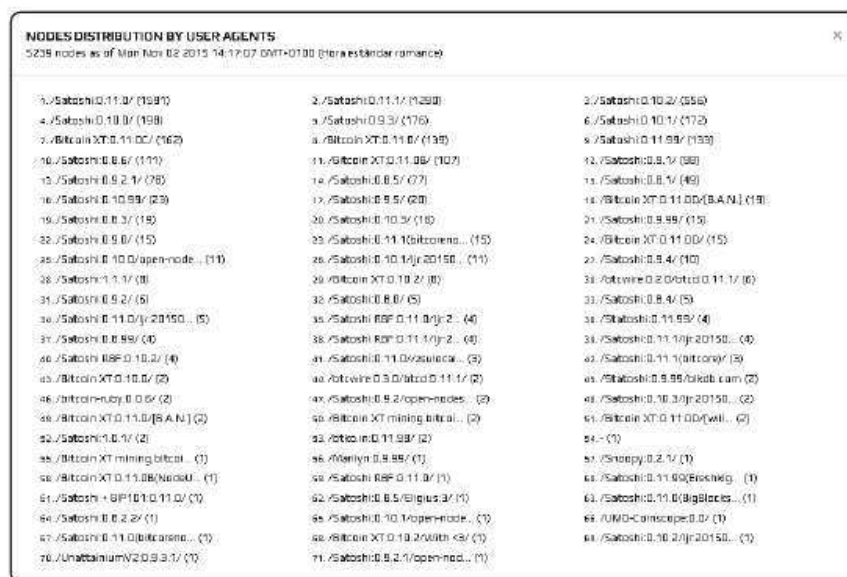 NODES DISTRIBUTION BY USER AGENTS
5239 nodes as of Mon Nov 02 2015 14:17:07 GMT+0100 (Hora estándar romance)
1. /Satoshi:0.11.0/ (1591) 2. /Satoshi:0.11.1/ (1290) 3. /Satoshi:0.10.2/ (556)
4. /Satoshi:0.10.0/ (198) 5. /Satoshi:0.9.3/ (176) 6. /Satoshi:0.10.1/ (172)
7. /Bitcoin XT:0.11.0C/ (162) 8. /Bitcoin XT:0.11.0/ (139) 9. /Satoshi:0.11.99/ (133)
10. /Satoshi:0.8.6/ (111) 11. /Bitcoin XT:0.11.0B/ (107) 12. /Satoshi:0.9.1/ (98)
13. /Satoshi:0.9.2.1/ (78) 14. /Satoshi:0.8.5/ (77) 15. /Satoshi:0.8.1/ (49)
16. /Satoshi:0.10.99/ (23) 17. /Satoshi:0.9.5/ (20) 18. /Bitcoin XT:0.11.0D/[B.A.N.] (19)
19. /Satoshi:0.8.3/ (19) 20. /Satoshi:0.10.3/ (16) 21. /Satoshi:0.9.99/ (15)
22. /Satoshi:0.9.0/ (15) 23. /Satoshi:0.11.1(bitcoreno... (15) 24. /Bitcoin XT:0.11.0D/ (15)
25. /Satoshi:0.10.0/open-node... (11) 26. /Satoshi:0.10.1/ljr:20150... (11) 27. /Satoshi:0.9.4/ (10)
28. /Satoshi:1.1.1/ (8) 29. /Bitcoin XT:0.10.2/ (8) 30. /btcwire:0.2.0/btcd:0.11.1/ (6)
31. /Satoshi:0.9.2/ (6) 32. /Satoshi:0.8.0/ (5) 33. /Satoshi:0.8.4/ (5)
34. /Satoshi:0.11.0/ljr:20150... (5) 35. /Satoshi RBF:0.11.0/ljr:2... (4) 36. /Statoshi:0.11.99/ (4)
37. /Satoshi:0.8.99/ (4) 38. /Satoshi RBF:0.11.1/ljr:2... (4) 39. /Satoshi:0.11.1/ljr:20150... (4)
40. /Satoshi RBF:0.10.2/ (4) 41. /Satoshi:0.11.0/ (3) 42. /Satoshi:0.11.1(bitcore)/ (3)
43. /Bitcoin XT:0.10.0/ (2) 44. /btcwire:0.3.0/btcd:0.11.1/ (2) 45. /Statoshi:0.9.99/blkdb.com (2)
46. /bitcoin-ruby:0.0.6/ (2) 47. /Satoshi:0.9.2/open-nodes... (2) 48. /Satoshi:0.10.3/ljr:20150... (2)
49. /Bitcoin XT:0.11.0/[B.A.N.] (2) 50. /Bitcoin XT mining:bitcoi... (2) 51. /Bitcoin XT:0.11.0D/[will... (2)
52. /Satoshi:1.0.1/ (2) 53. /btko.in:0.11.98/ (2) 54. - (1)
55. /Bitcoin XT mining:bitcoi... (1) 56. /Marilyn:0.9.99/ (1) 57. /Snoopy:0.2.1/ (1)
58. /Bitcoin XT:0.11.0B(NodeU... (1) 59. /Satoshi RBF:0.11.0/ (1) 60. /Satoshi:0.11.99(Breshkig... (1)
61. /Satoshi + BIP101:0.11.0/ (1) 62. /Satoshi:0.8.5/Eligius:3/ (1) 63. /Satoshi:0.11.0(BigBlocks... (1)
64. /Satoshi:0.8.2.2/ (1) 65. /Satoshi:0.10.1/open-node... (1) 66. /UMD-Coinscope:0.0/ (1)
67. /Satoshi:0.11.0(bitcoreno... (1) 68. /Bitcoin XT:0.10.2/With <3/ (1) 69. /Satoshi:0.10.2/ljr:20150... (1)
70. /UnattainiumV2:0.9.3.1/ (1) 71. /Satoshi:0.9.2.1/open-nod... (1)